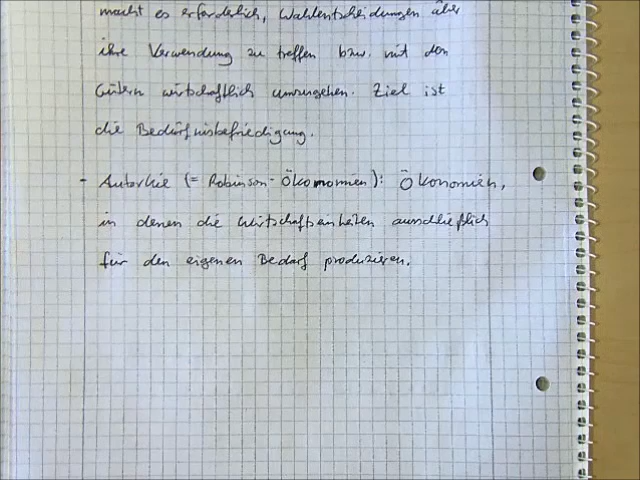 macht es erforderlich, Wahlentscheidungen über
ihre Verwendung zu treffen bzw. mit den
Gütern wirtschaftlich umzugehen. Ziel ist
die Bedürfnisbefriedigung.
- Autarkie (= Robinson-Ökonomien): Ökonomien,
in denen die Wirtschaftseinheiten ausschließlich
für den eigenen Bedarf produzieren.